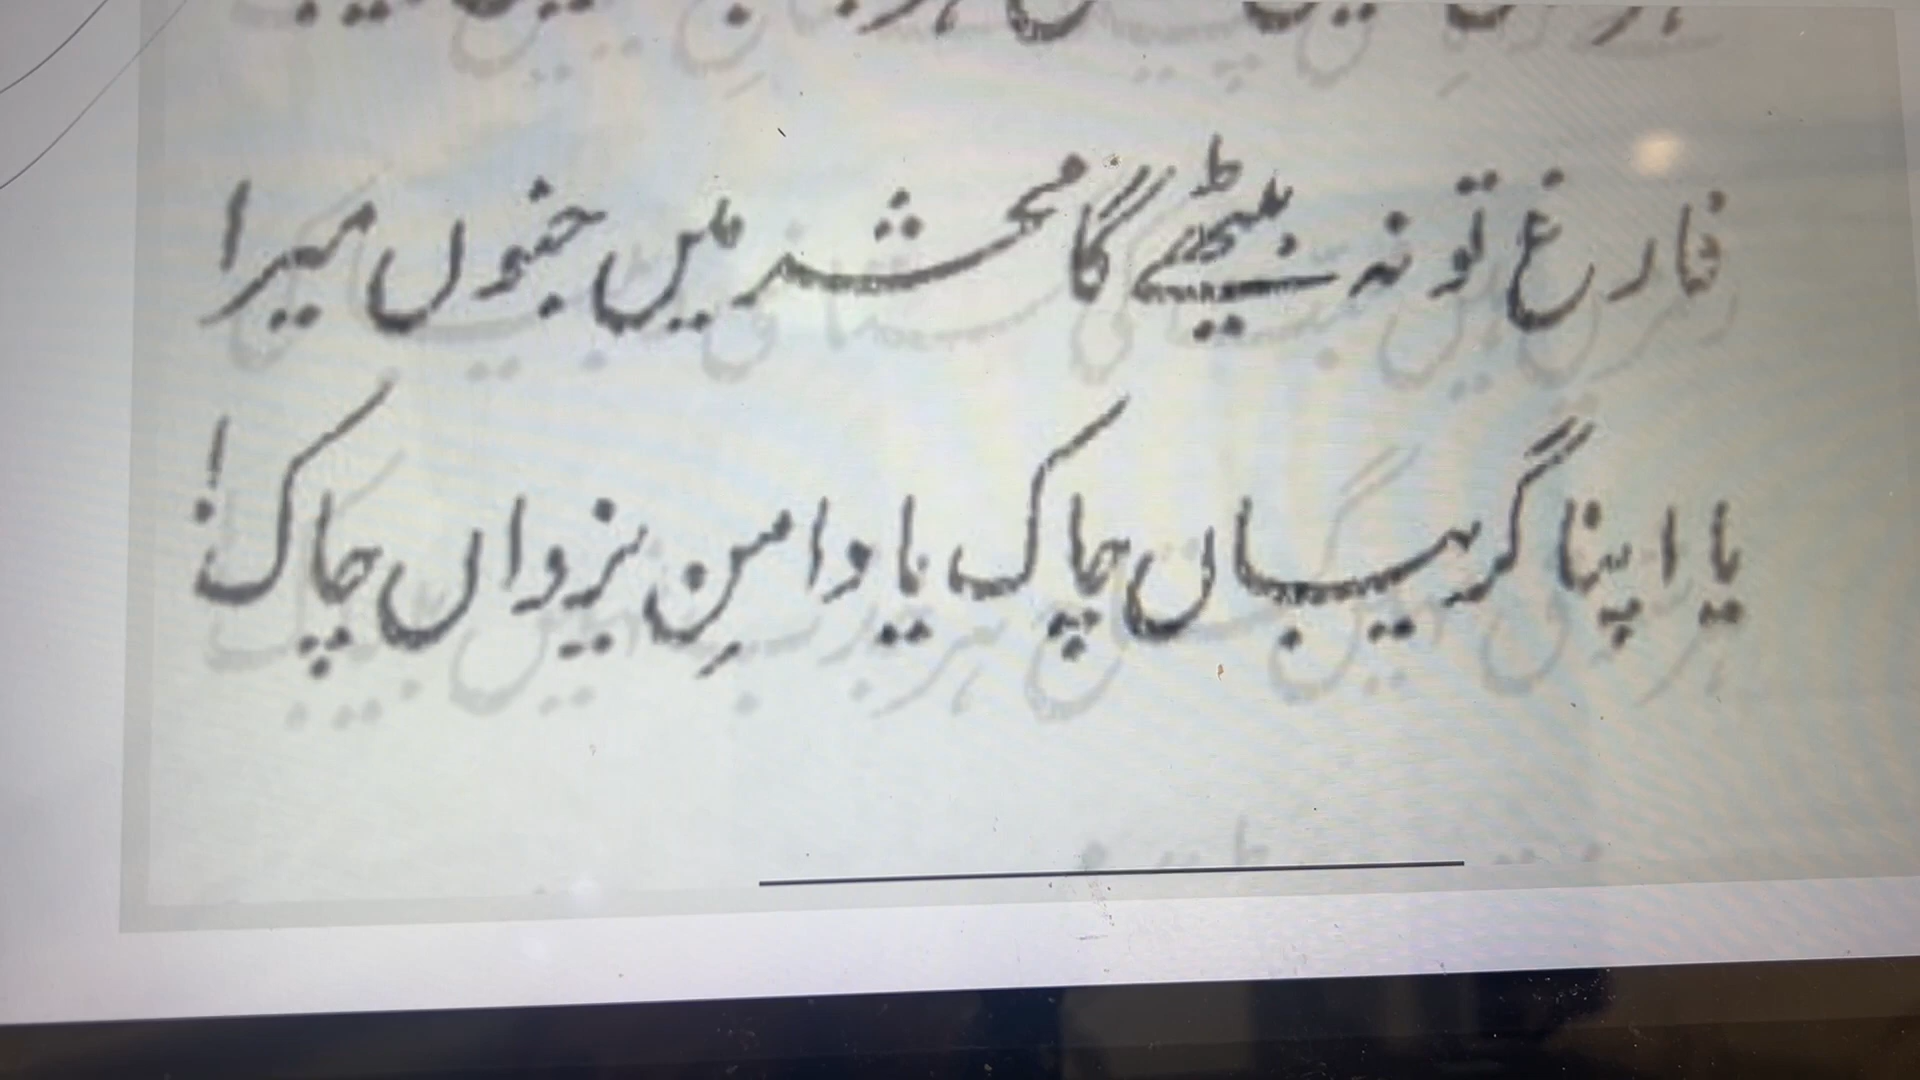 فارغ تو نہ بیٹھے گا محشر میں جنوں میرا
یا اپنا گریباں چاک یا دامنِ یزداں چاک!